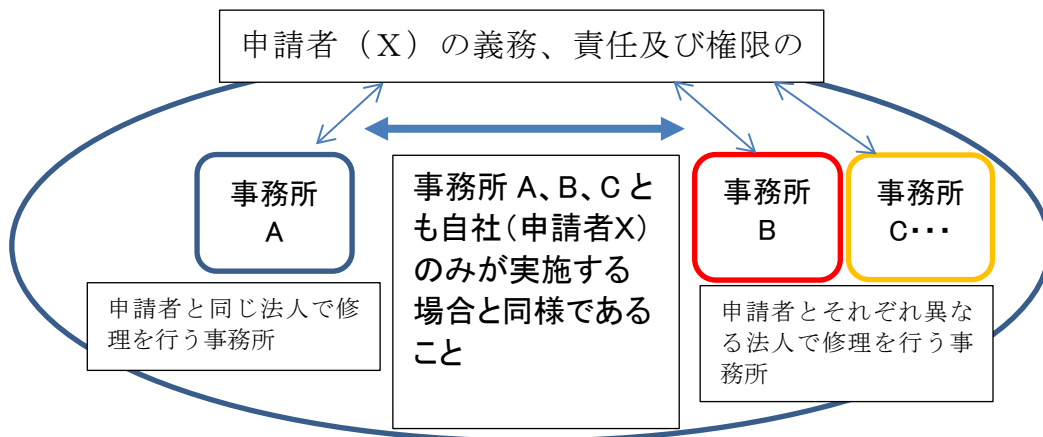 申請者（X）の義務、責任及び権限の
事務所
A
事務所 A、B、C と
も自社（申請者X）
のみが実施する
場合と同様である
こと
事務所
B
事務所
C・・・
申請者と同じ法人で修
理を行う事務所
申請者とそれぞれ異な
る法人で修理を行う事
務所